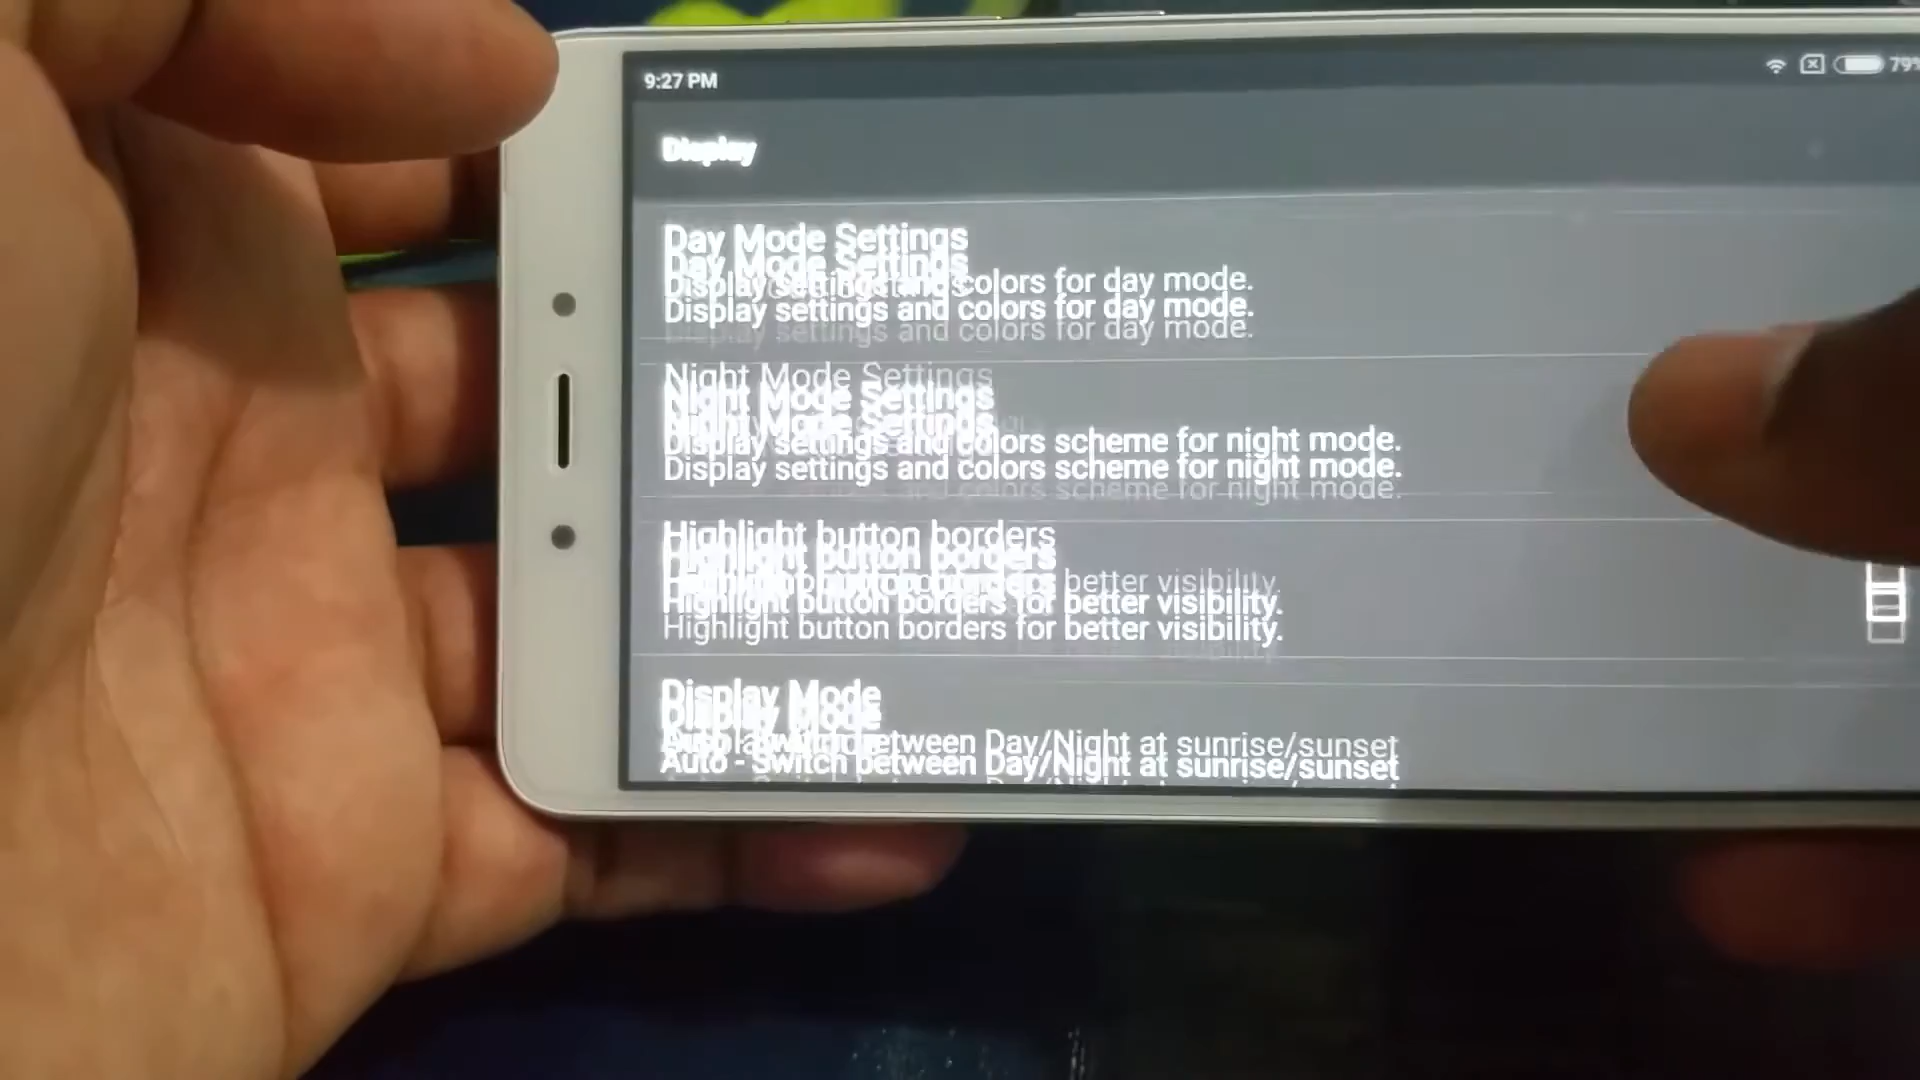 9:27 PM
79%
Display
Day Mode Settings
Display settings and colors for day mode.
Night Mode Settings
Display settings and colors scheme for night mode.
Highlight button borders
Highlight button borders for better visibility.
Display Mode
Auto - Switch between Day/Night at sunrise/sunset